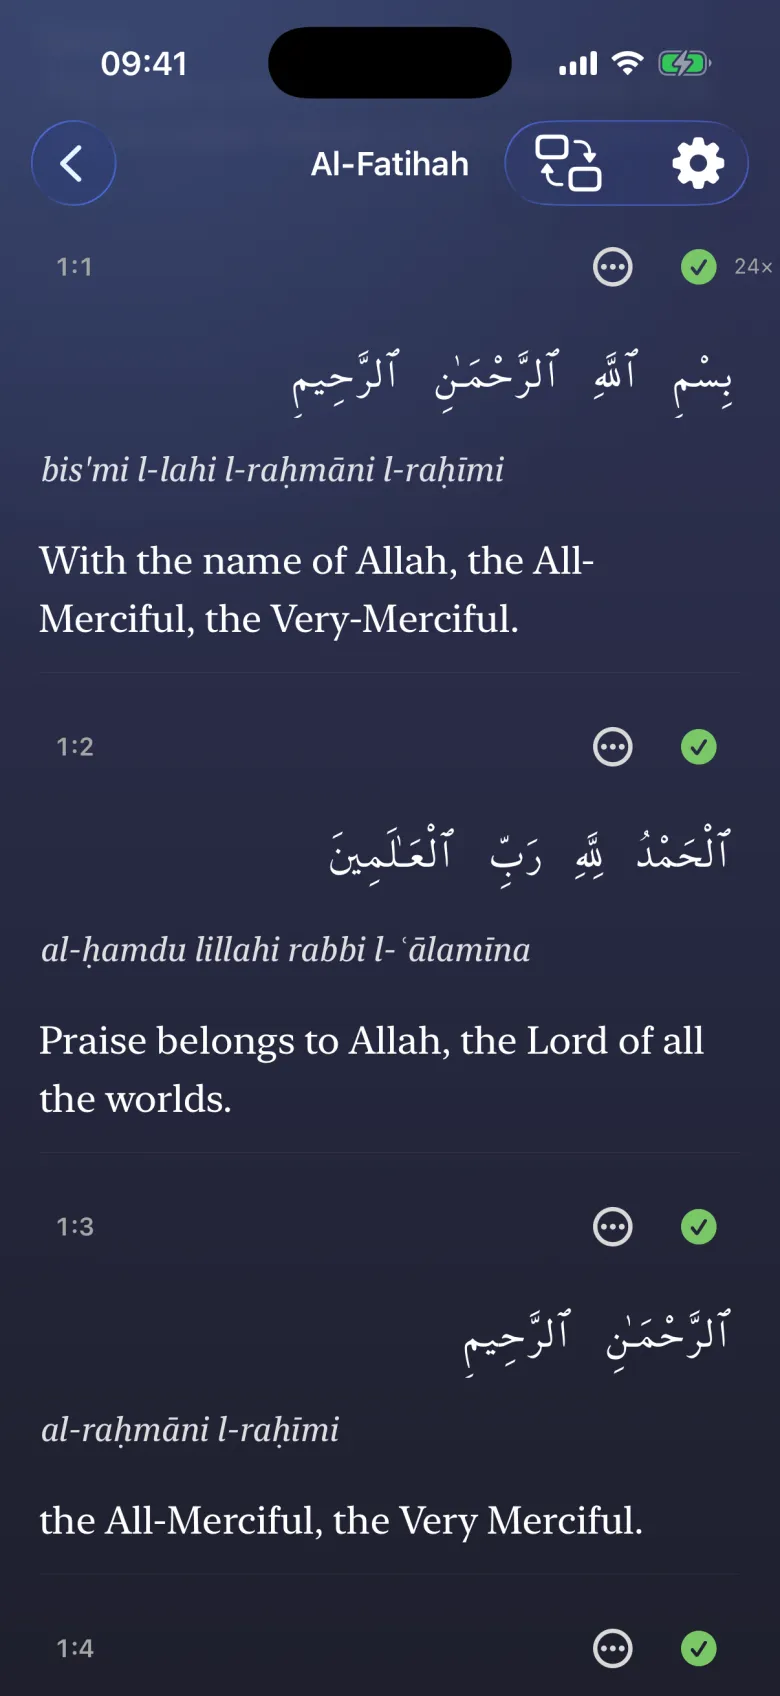 09:41
Al-Fatihah
1:1
24×
بِسْمِ ٱللَّهِ ٱلرَّحْمَـٰنِ ٱلرَّحِيمِ
bis'mi l-lahi l-raḥmāni l-raḥīmi
With the name of Allah, the All-
Merciful, the Very-Merciful.
1:2
ٱلْحَمْدُ لِلَّهِ رَبِّ ٱلْعَـٰلَمِينَ
al-ḥamdu lillahi rabbi l-ʿālamīna
Praise belongs to Allah, the Lord of all
the worlds.
1:3
ٱلرَّحْمَـٰنِ ٱلرَّحِيمِ
al-raḥmāni l-raḥīmi
the All-Merciful, the Very Merciful.
1:4